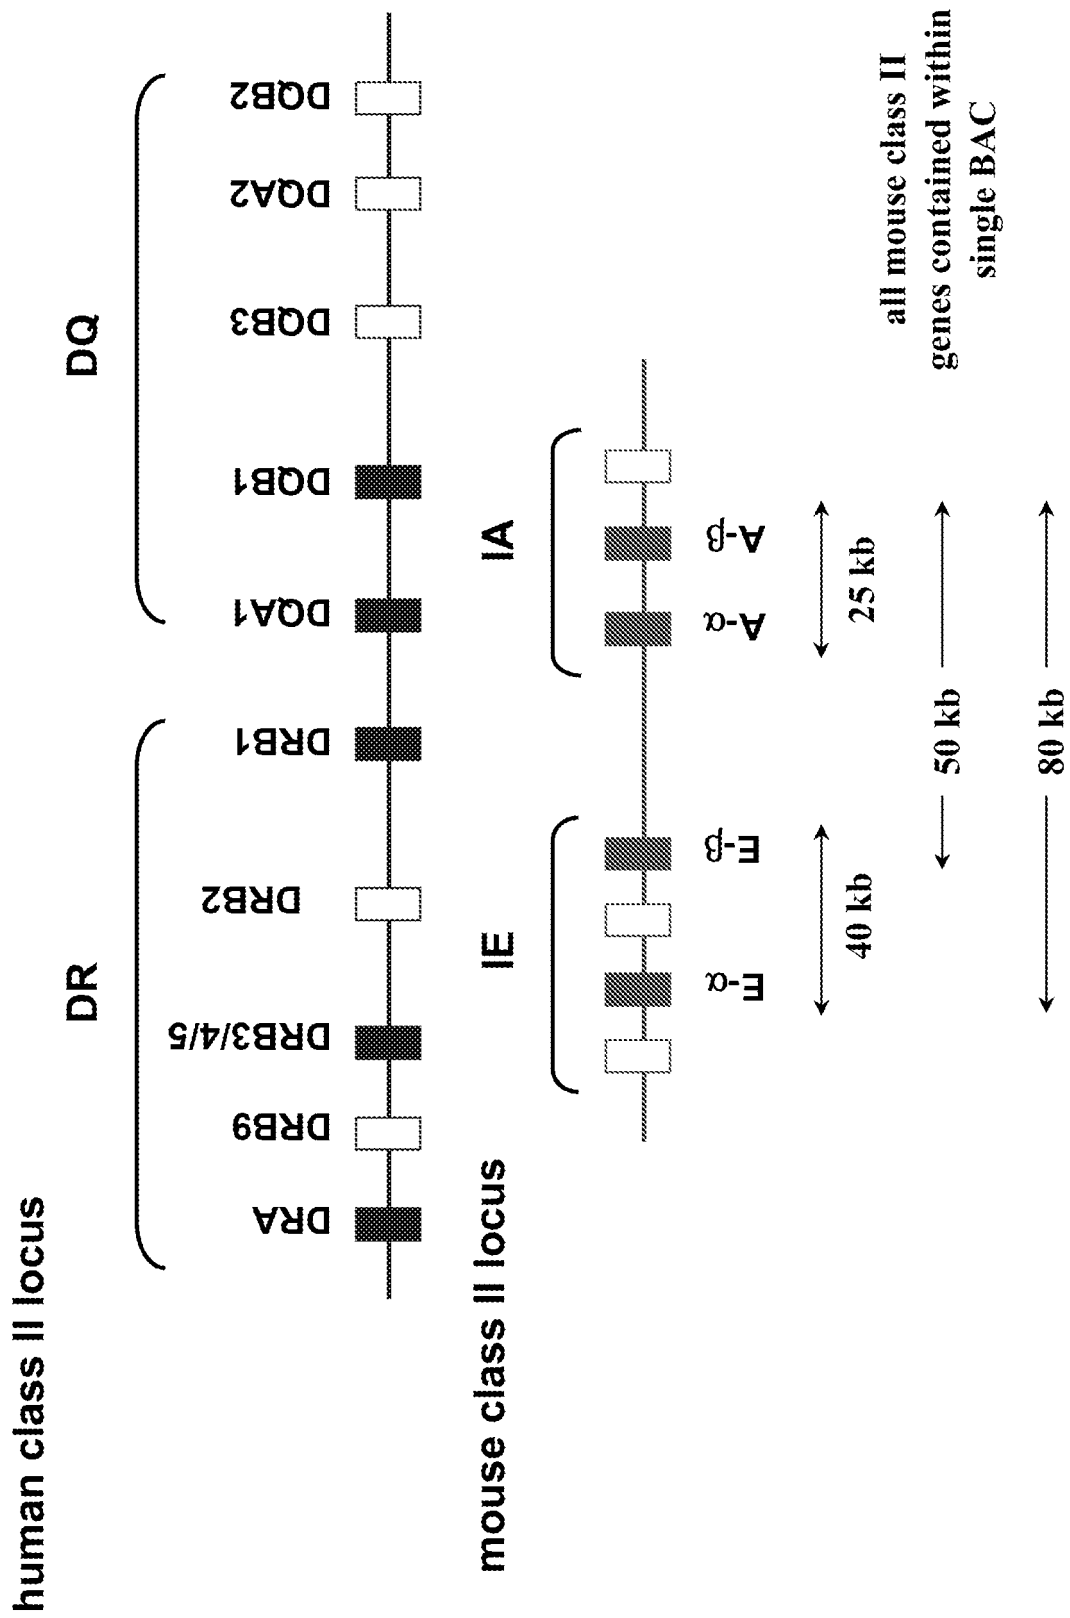 human class II locus
DR
DQ
DRA
DRB9
DRB3/4/5
DRB2
DRB1
DQA1
DQB1
DQB3
DQA2
DQB2
mouse class II locus
IE
IA
E-α
E-β
A-α
A-β
40 kb
25 kb
50 kb
80 kb
all mouse class II
genes contained within
single BAC